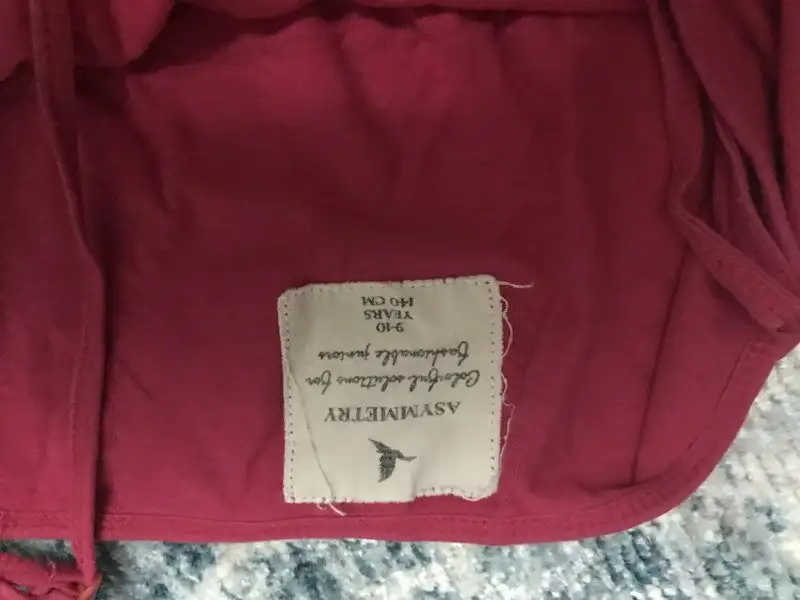 ASYMMETRY
Colorful solutions for
fashionable juniors
9-10
YEARS
140 CM